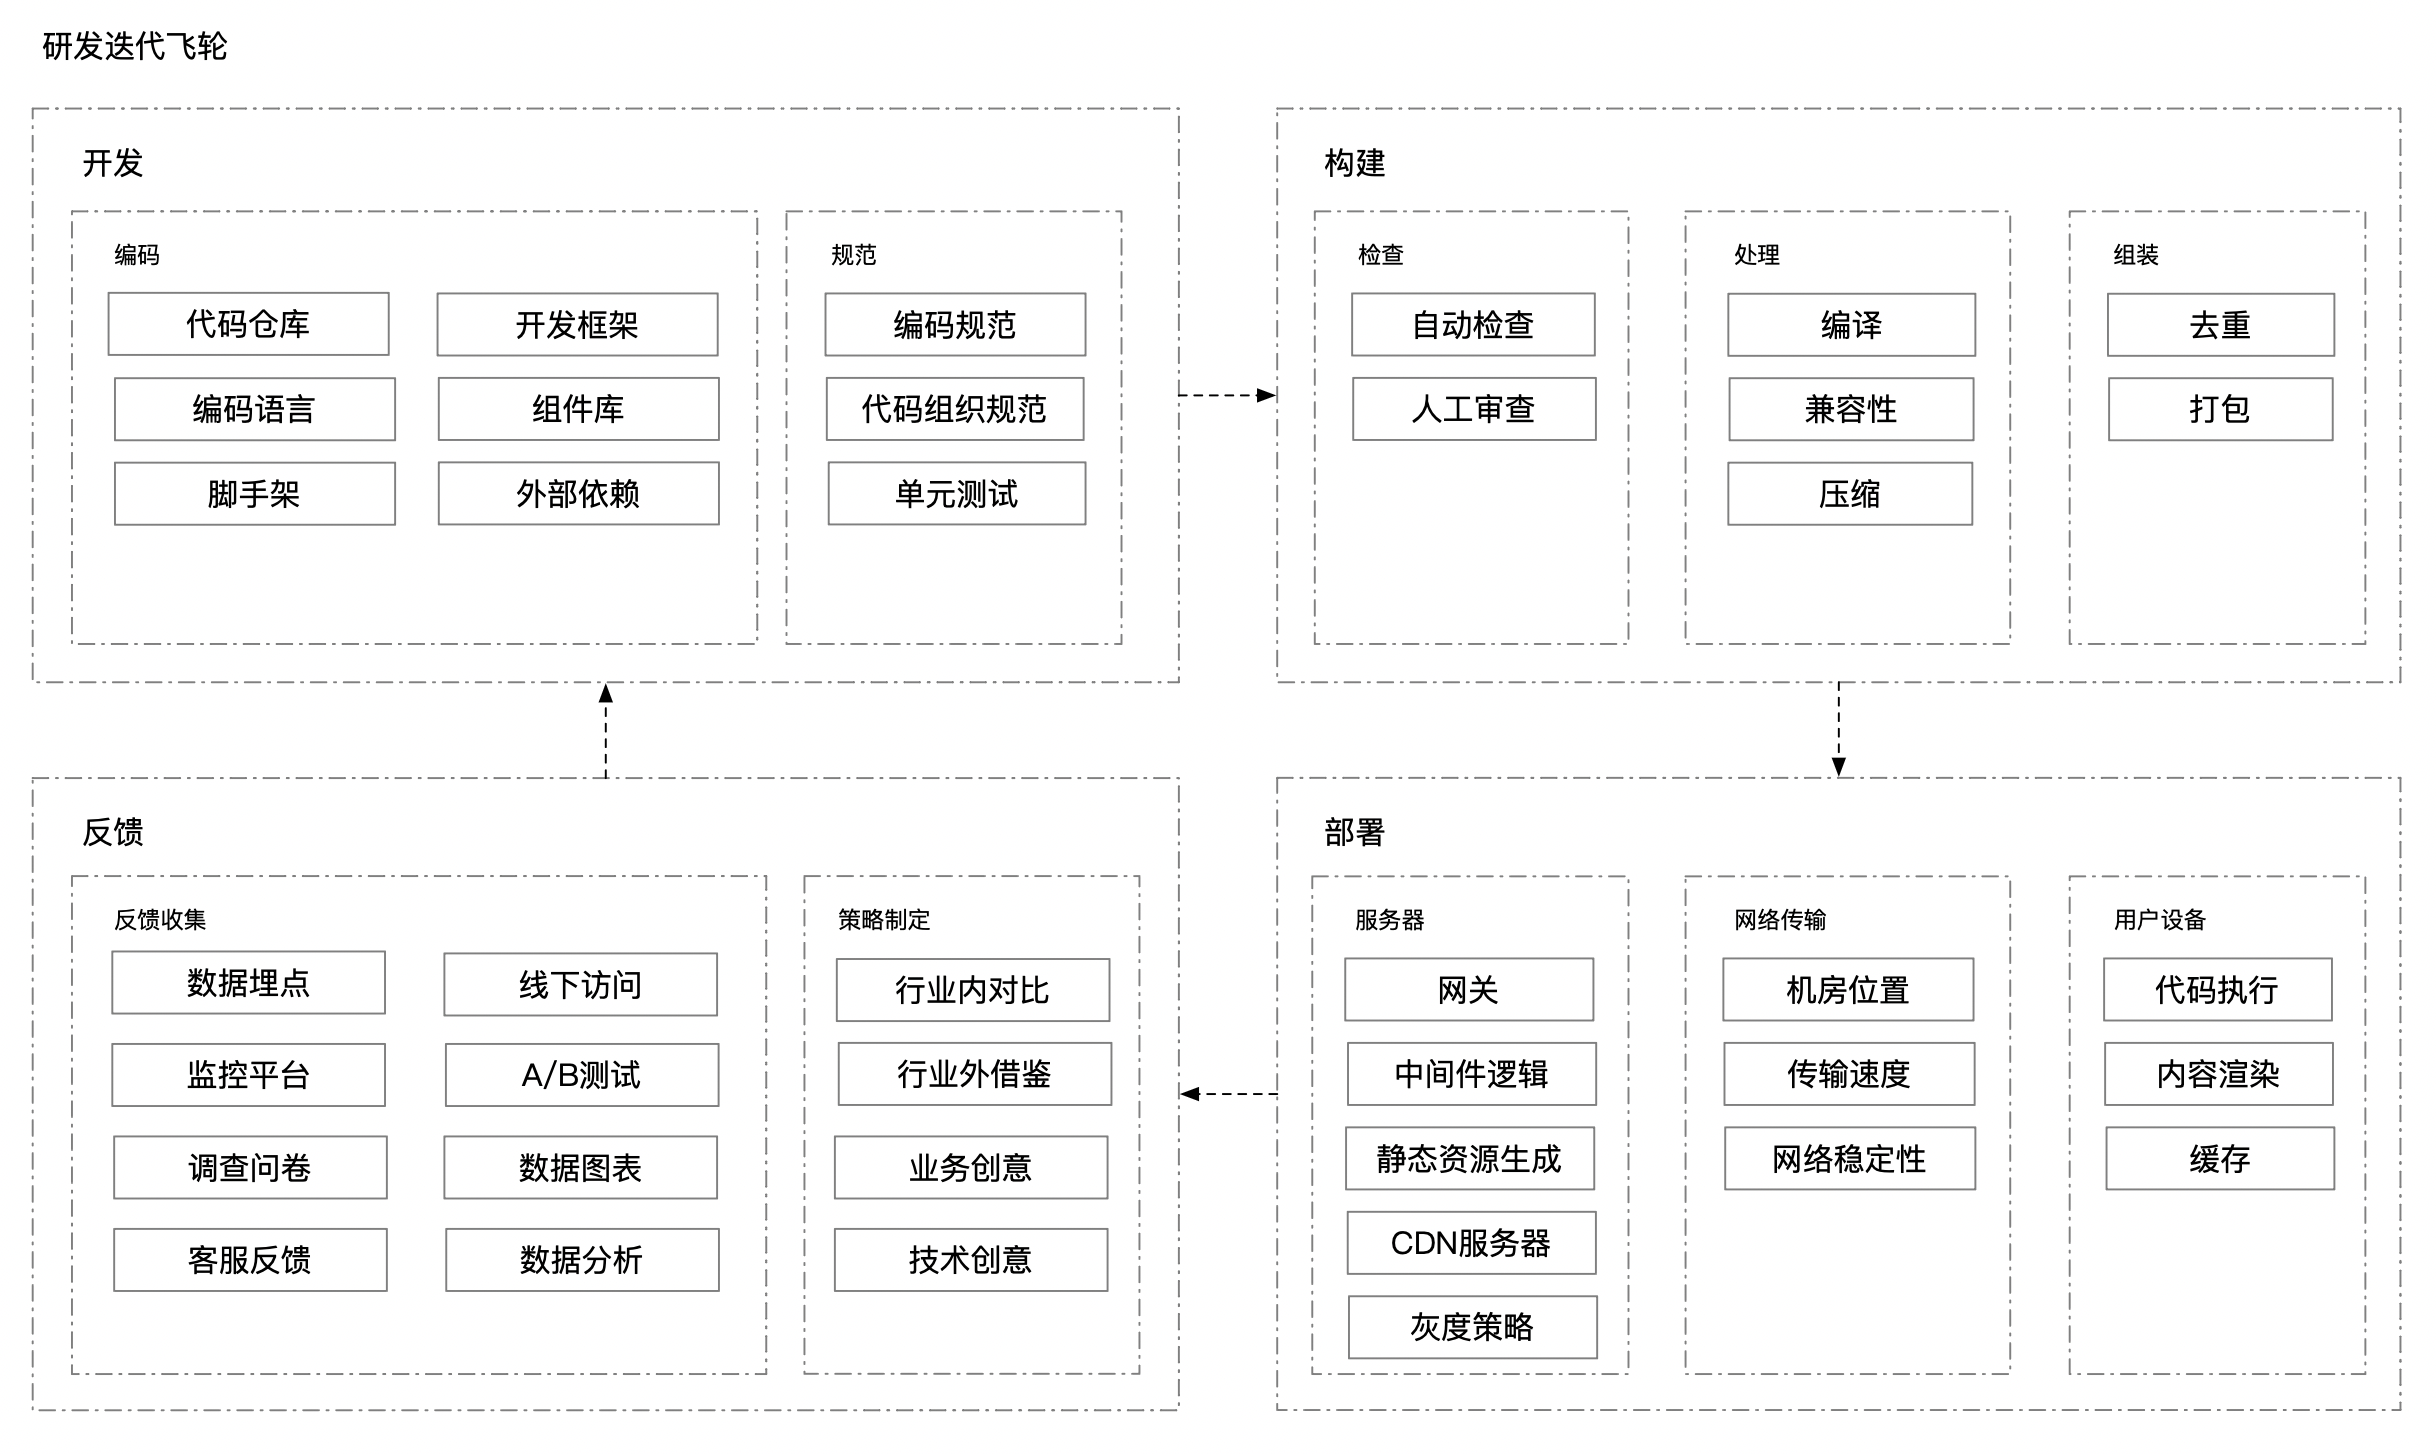 研发迭代飞轮
开发
编码
代码仓库
开发框架
编码语言
组件库
脚手架
外部依赖
规范
编码规范
代码组织规范
单元测试
构建
检查
自动检查
人工审查
处理
编译
兼容性
压缩
组装
去重
打包
反馈
反馈收集
数据埋点
线下访问
监控平台
A/B测试
调查问卷
数据图表
客服反馈
数据分析
策略制定
行业内对比
行业外借鉴
业务创意
技术创意
部署
服务器
网关
中间件逻辑
静态资源生成
CDN服务器
灰度策略
网络传输
机房位置
传输速度
网络稳定性
用户设备
代码执行
内容渲染
缓存